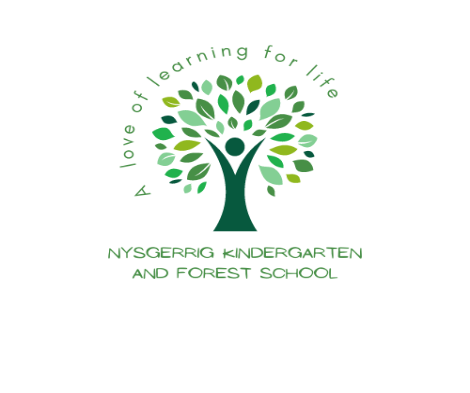 A love of learning for life
NYSGERRIG KINDERGARTEN
AND FOREST SCHOOL